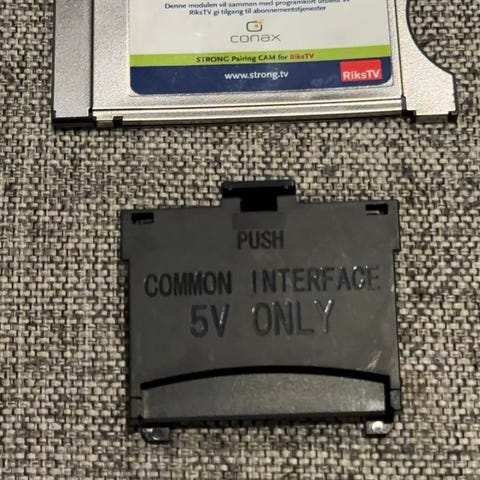 Denne modulen vil sammen med programkort utstedt av
RiksTV gi tilgang til abonnementstjenester
conax
STRONG Pairing CAM for RiksTV
www.strong.tv
RiksTV
PUSH
COMMON INTERFACE
5V ONLY